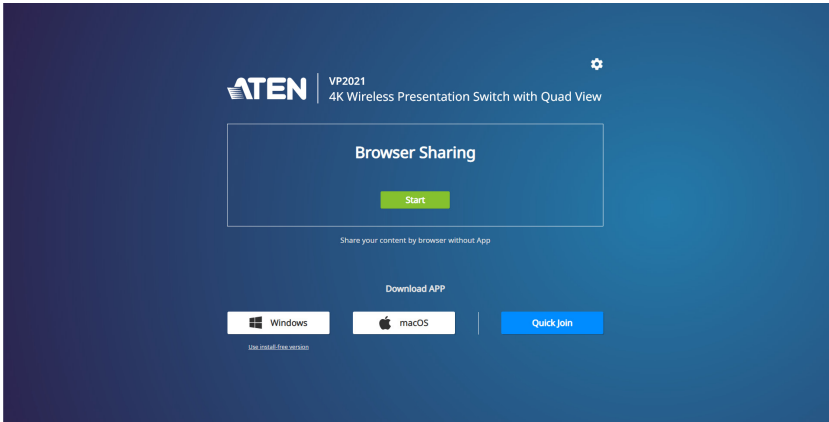 ATEN
VP2021
4K Wireless Presentation Switch with Quad View
Browser Sharing
Start
Share your content by browser without App
Download APP
Windows
macOS
Quick Join
Use install-free version